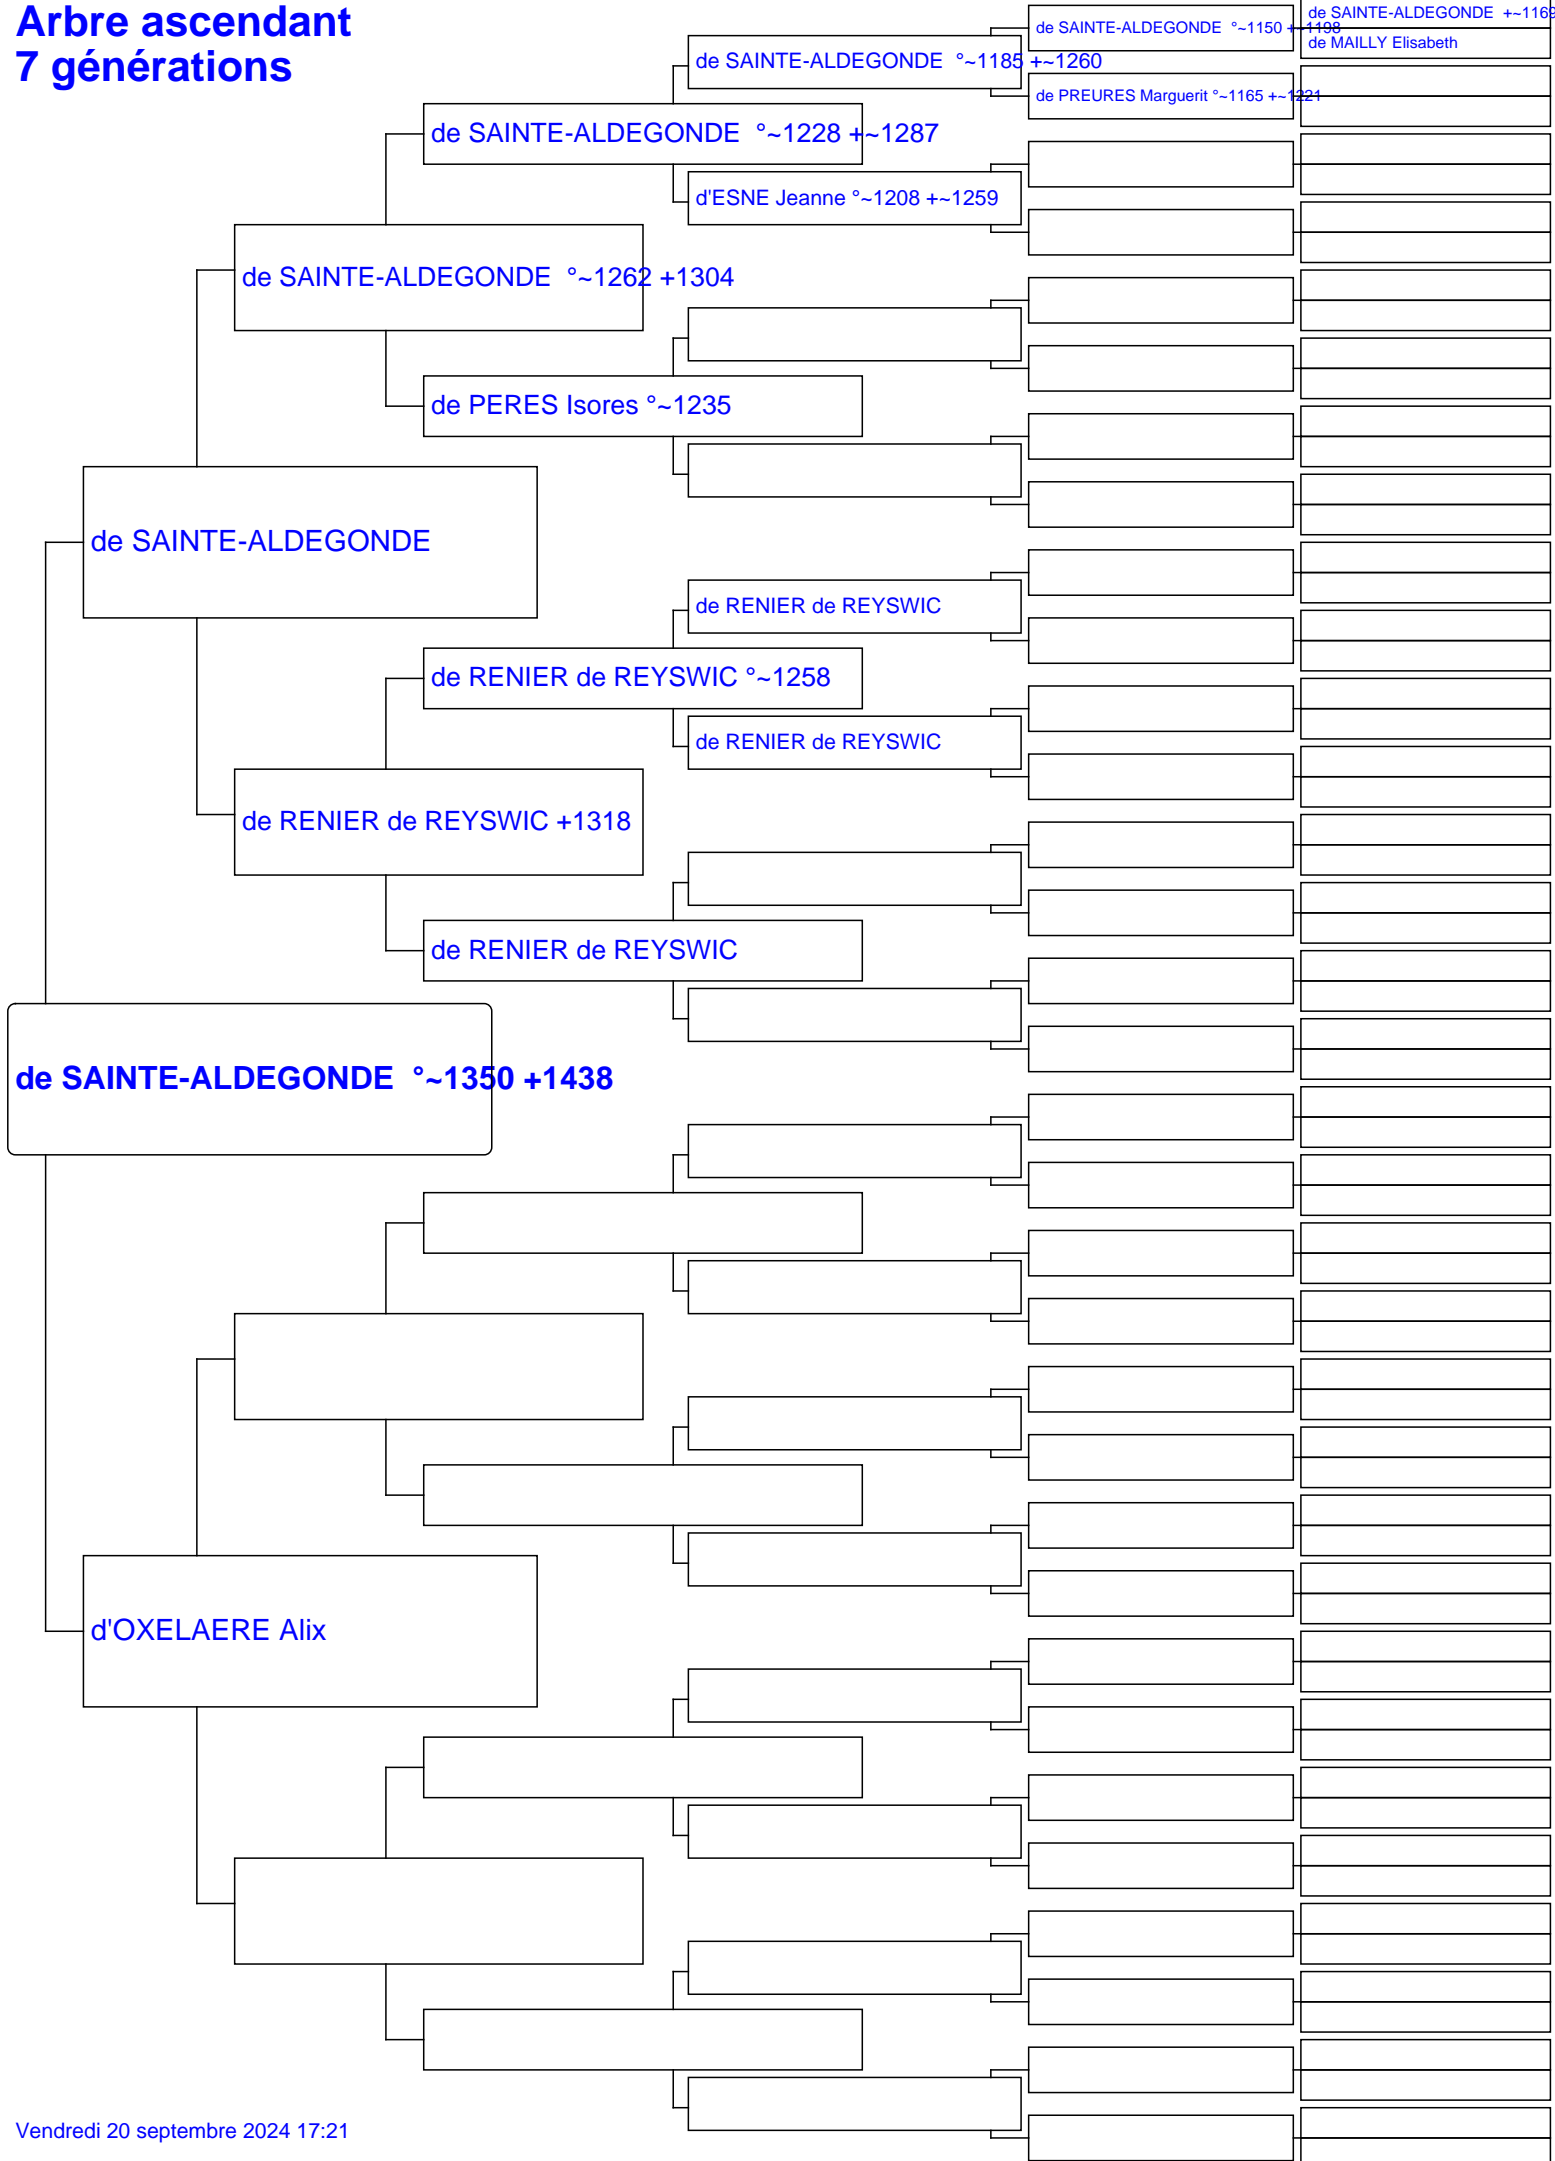 Arbre ascendant
7 générations
de SAINTE-ALDEGONDE +~1169
de MAILLY Elisabeth
de SAINTE-ALDEGONDE °~1150 +~1198
de PREURES Marguerit °~1165 +~1221
de SAINTE-ALDEGONDE °~1185 +~1260
de SAINTE-ALDEGONDE °~1228 +~1287
d'ESNE Jeanne °~1208 +~1259
de SAINTE-ALDEGONDE °~1262 +1304
de PERES Isores °~1235
de SAINTE-ALDEGONDE
de RENIER de REYSWIC
de RENIER de REYSWIC °~1258
de RENIER de REYSWIC
de RENIER de REYSWIC +1318
de RENIER de REYSWIC
de SAINTE-ALDEGONDE °~1350 +1438
d'OXELAERE Alix
Vendredi 20 septembre 2024 17:21